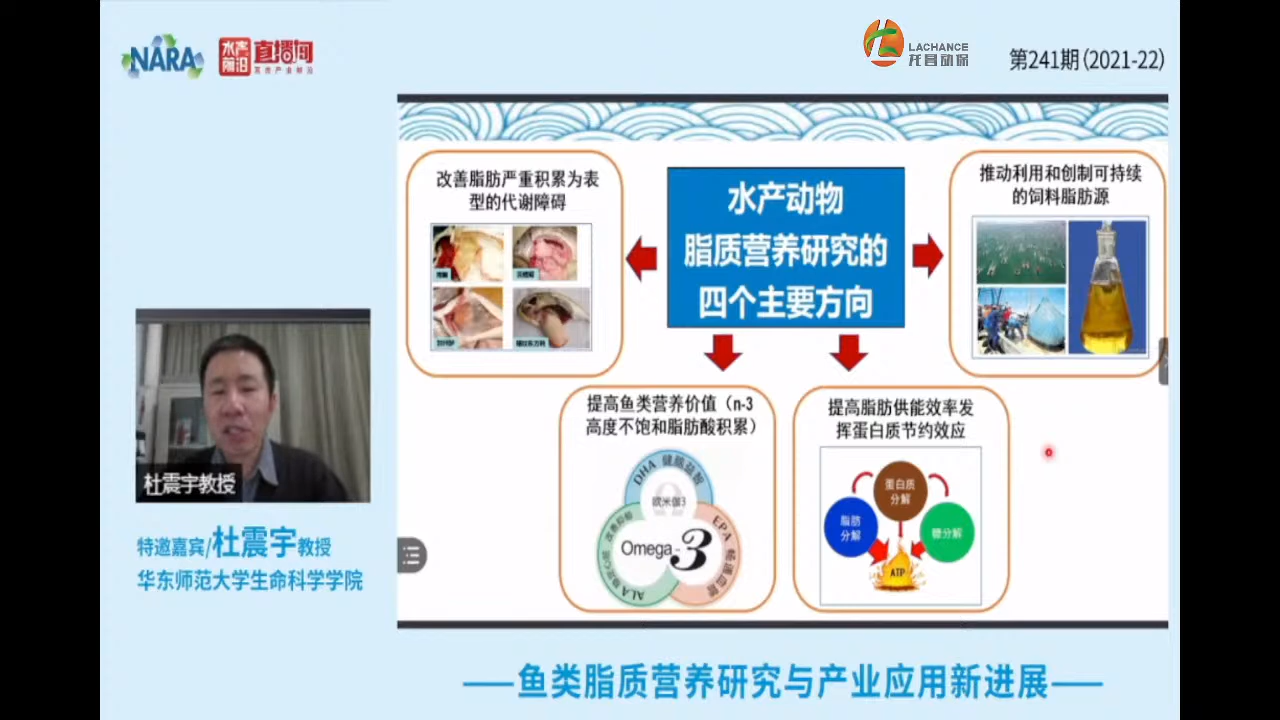 NARA
水产前沿
直播间
LACHANCE
龙昌动保
第241期(2021-22)
改善脂肪严重积累为表
型的代谢障碍
水产动物
脂质营养研究的
四个主要方向
推动利用和创制可持续
的饲料脂肪源
提高鱼类营养价值（n-3
高度不饱和脂肪酸积累）
DHA 健脑益智
欧米伽3
Omega-3
EPA
ALA
提高脂肪供能效率发
挥蛋白质节约效应
蛋白质
分解
脂肪
分解
糖分解
ATP
杜震宇教授
特邀嘉宾/杜震宇教授
华东师范大学生命科学学院
——鱼类脂质营养研究与产业应用新进展——